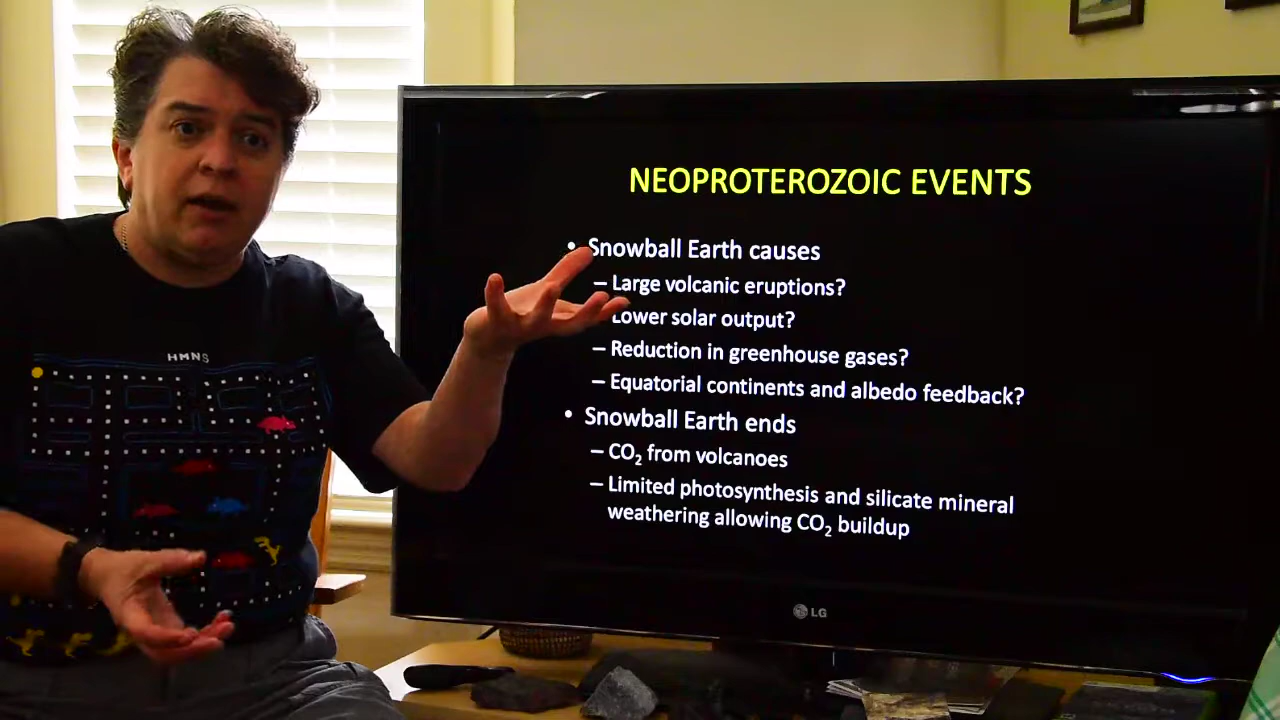 HMNS
NEOPROTEROZOIC EVENTS
• Snowball Earth causes
– Large volcanic eruptions?
– Lower solar output?
– Reduction in greenhouse gases?
– Equatorial continents and albedo feedback?
• Snowball Earth ends
– CO₂ from volcanoes
– Limited photosynthesis and silicate mineral
weathering allowing CO₂ buildup
LG